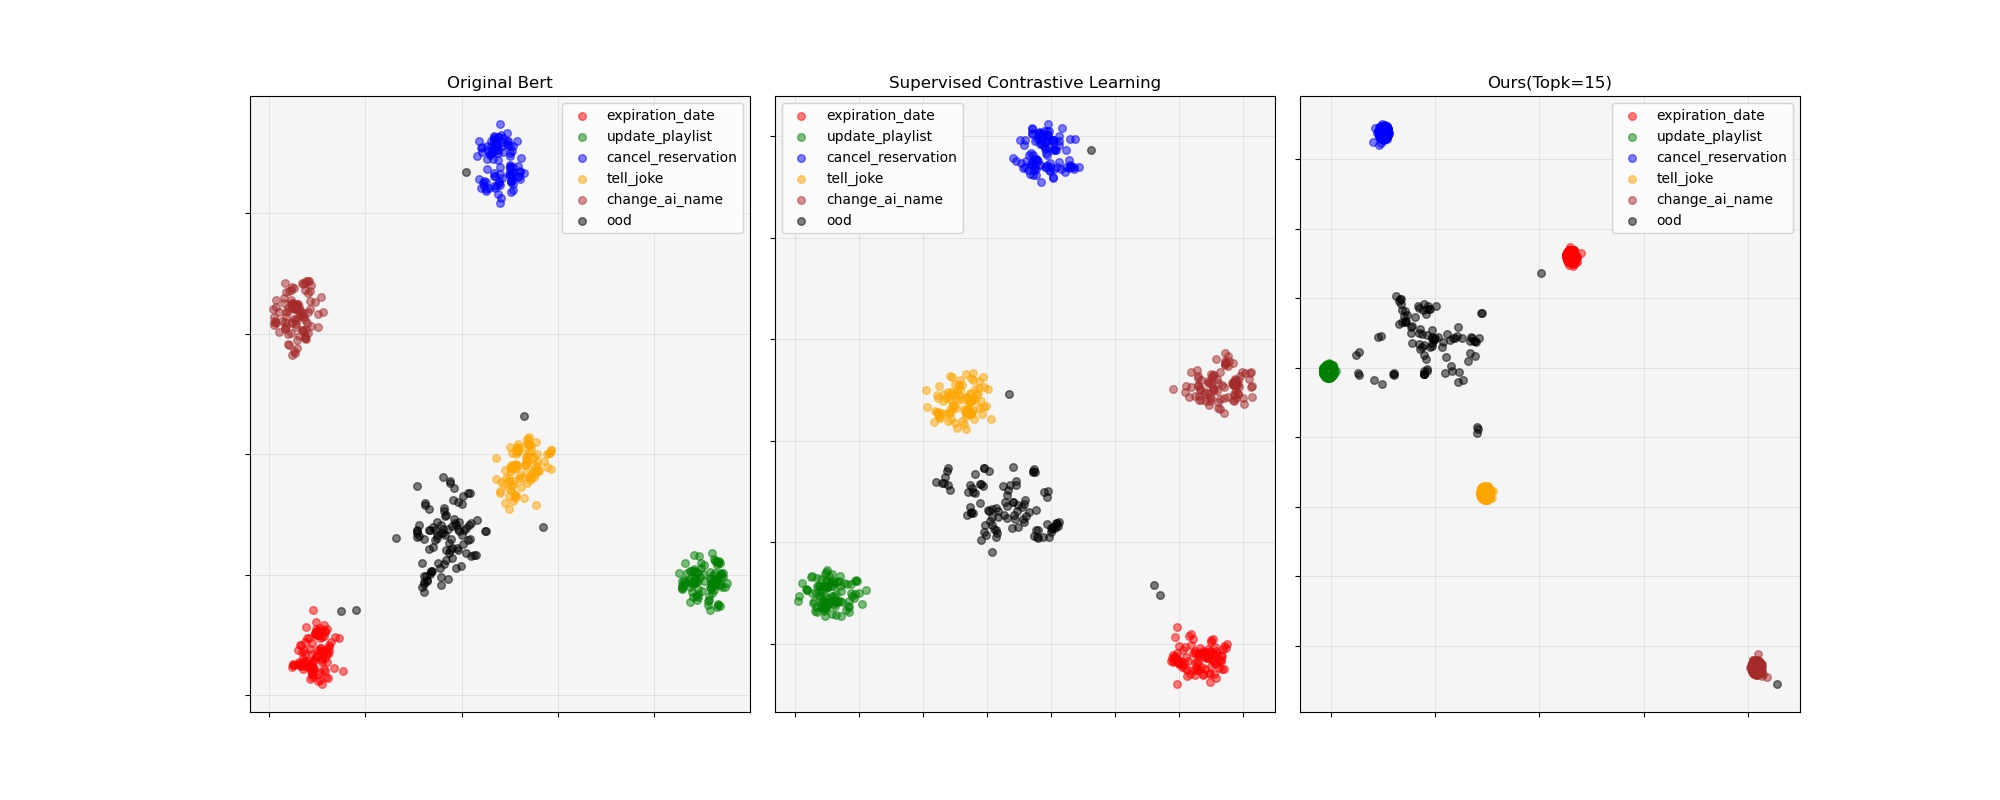 Original Bert
expiration_date
update_playlist
cancel_reservation
tell_joke
change_ai_name
ood
Supervised Contrastive Learning
expiration_date
update_playlist
cancel_reservation
tell_joke
change_ai_name
ood
Ours(Topk=15)
expiration_date
update_playlist
cancel_reservation
tell_joke
change_ai_name
ood